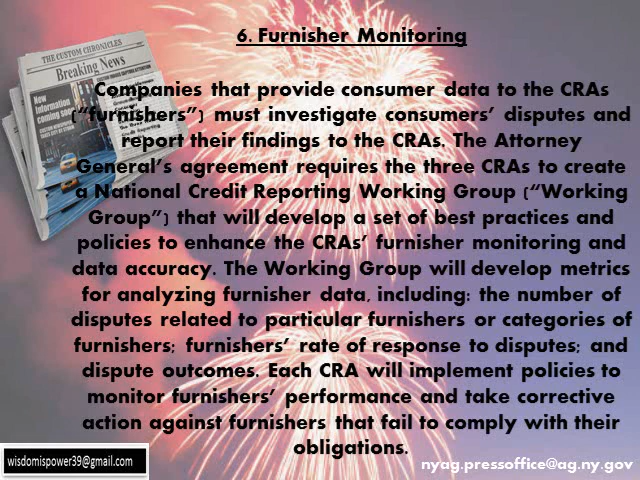 6. Furnisher Monitoring
THE CUSTOM CHRONICLES
Breaking News
New
Information
coming soon
Companies that provide consumer data to the CRAs
("furnishers") must investigate consumers' disputes and
report their findings to the CRAs. The Attorney
General's agreement requires the three CRAs to create
a National Credit Reporting Working Group ("Working
Group") that will develop a set of best practices and
policies to enhance the CRAs' furnisher monitoring and
data accuracy. The Working Group will develop metrics
for analyzing furnisher data, including: the number of
disputes related to particular furnishers or categories of
furnishers; furnishers' rate of response to disputes; and
dispute outcomes. Each CRA will implement policies to
monitor furnishers' performance and take corrective
action against furnishers that fail to comply with their
obligations.
wisdomispower39@gmail.com
nyag.pressoffice@ag.ny.gov